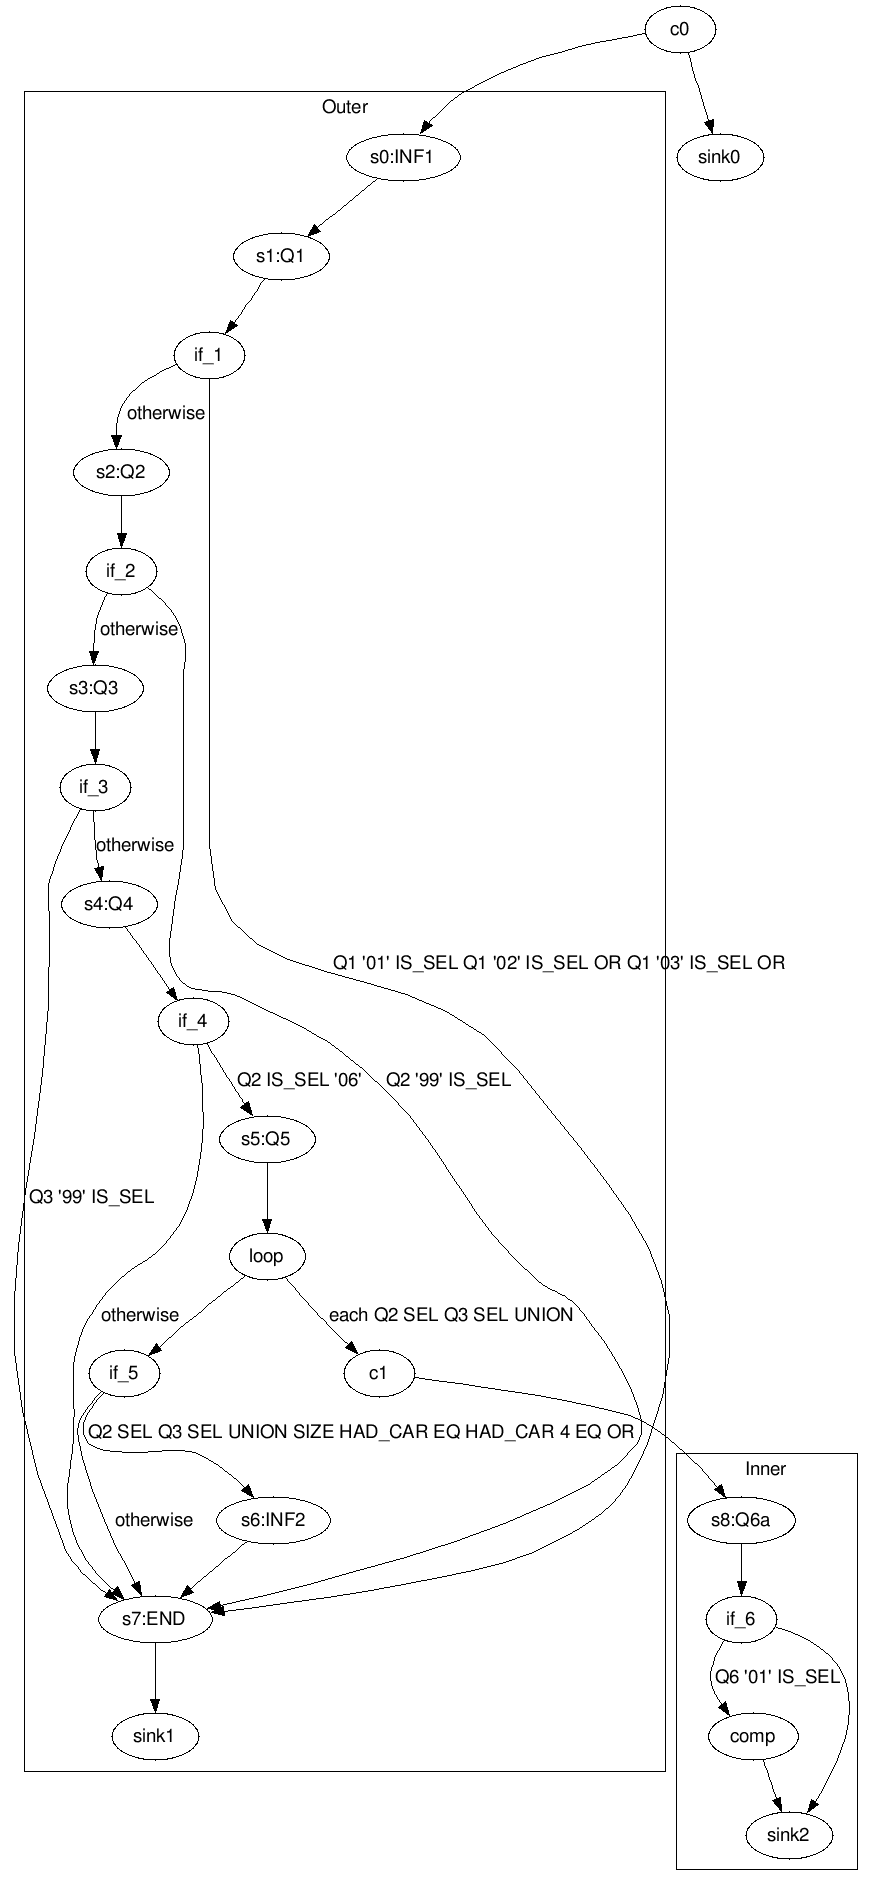 c0
Outer
s0:INF1
sink0
s1:Q1
if_1
otherwise
s2:Q2
if_2
otherwise
s3:Q3
if_3
otherwise
s4:Q4
Q1 '01' IS_SEL Q1 '02' IS_SEL OR Q1 '03' IS_SEL OR
if_4
Q2 IS_SEL '06'
Q2 '99' IS_SEL
s5:Q5
Q3 '99' IS_SEL
loop
otherwise
each Q2 SEL Q3 SEL UNION
if_5
c1
Q2 SEL Q3 SEL UNION SIZE HAD_CAR EQ HAD_CAR 4 EQ OR
Inner
otherwise
s6:INF2
s8:Q6a
s7:END
if_6
Q6 '01' IS_SEL
sink1
comp
sink2